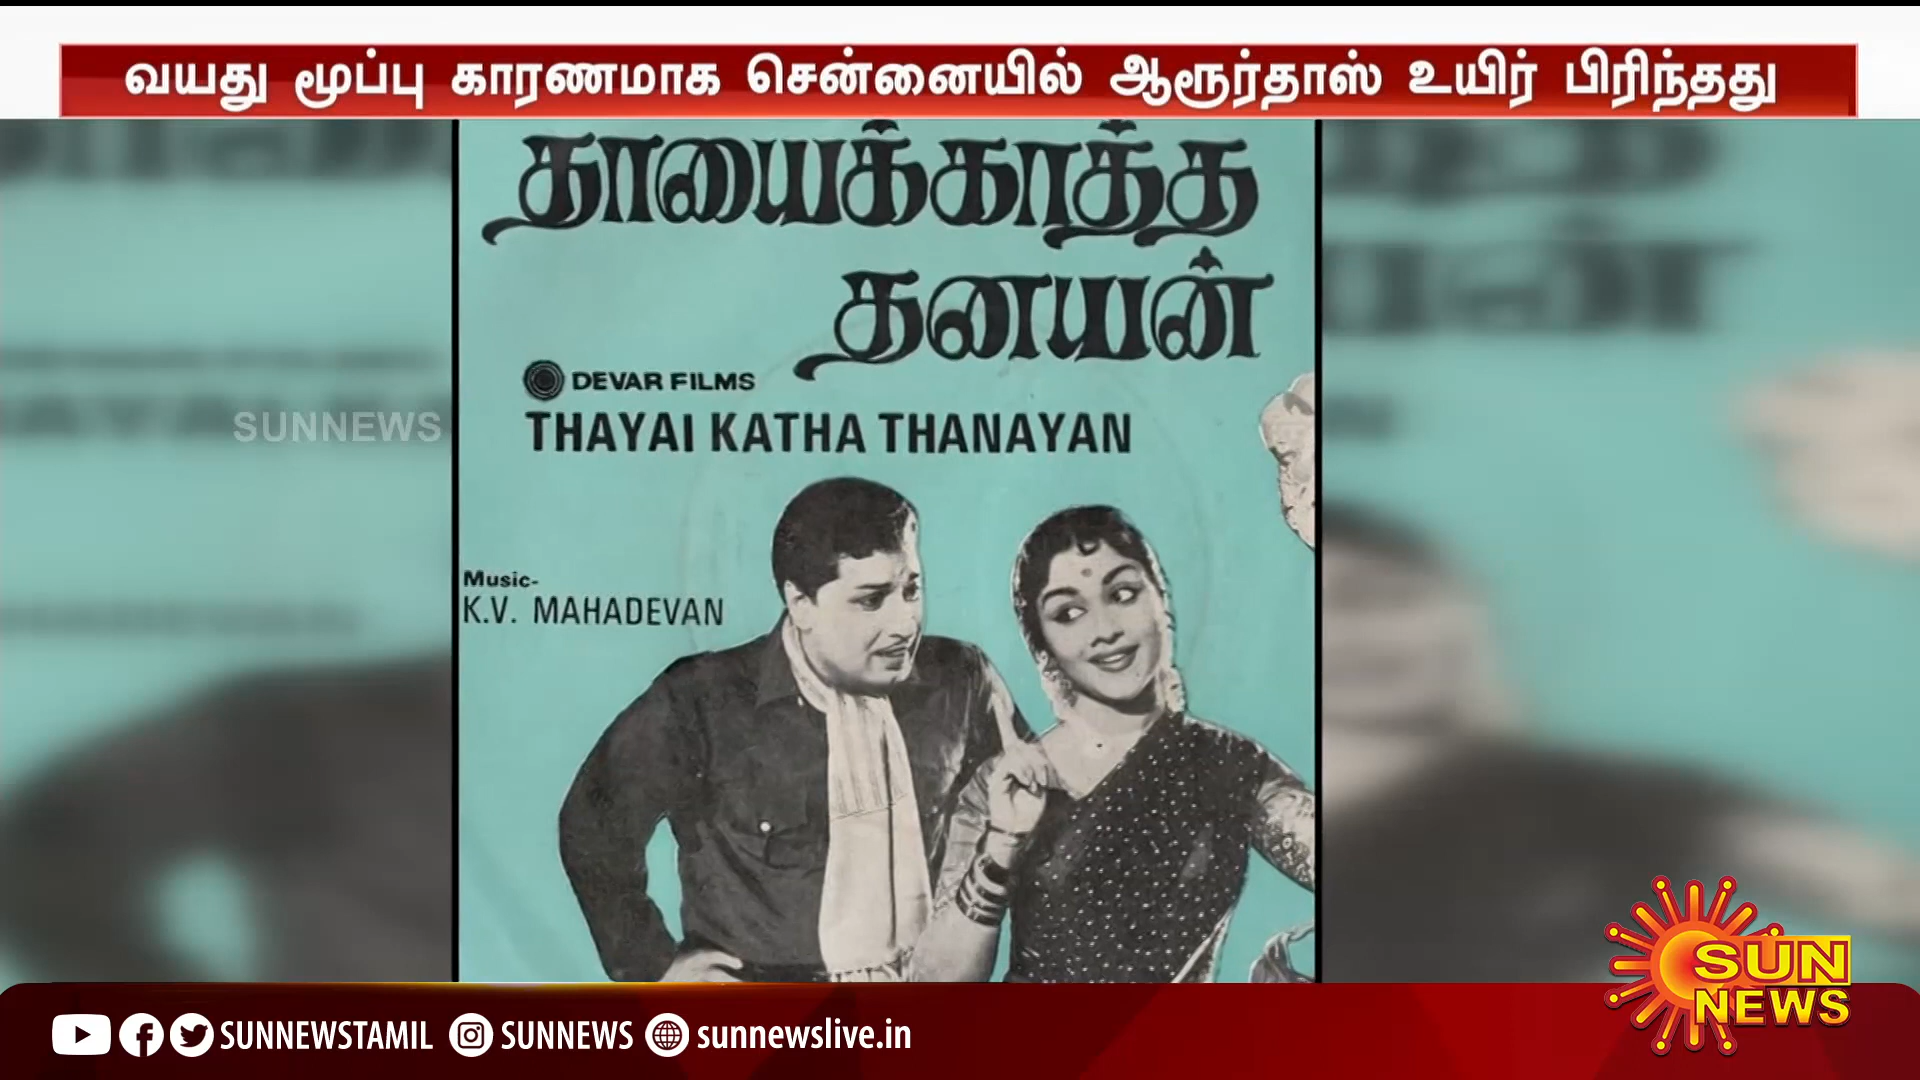 வயது மூப்பு காரணமாக சென்னையில் ஆரூர்தாஸ் உயிர் பிரிந்தது
தாயைக்காத்த
தனயன்
DEVAR FILMS
THAYAI KATHA THANAYAN
SUNNEWS
Music-
K.V. MAHADEVAN
SUN
NEWS
SUNNEWSTAMIL SUNNEWS sunnewslive.in